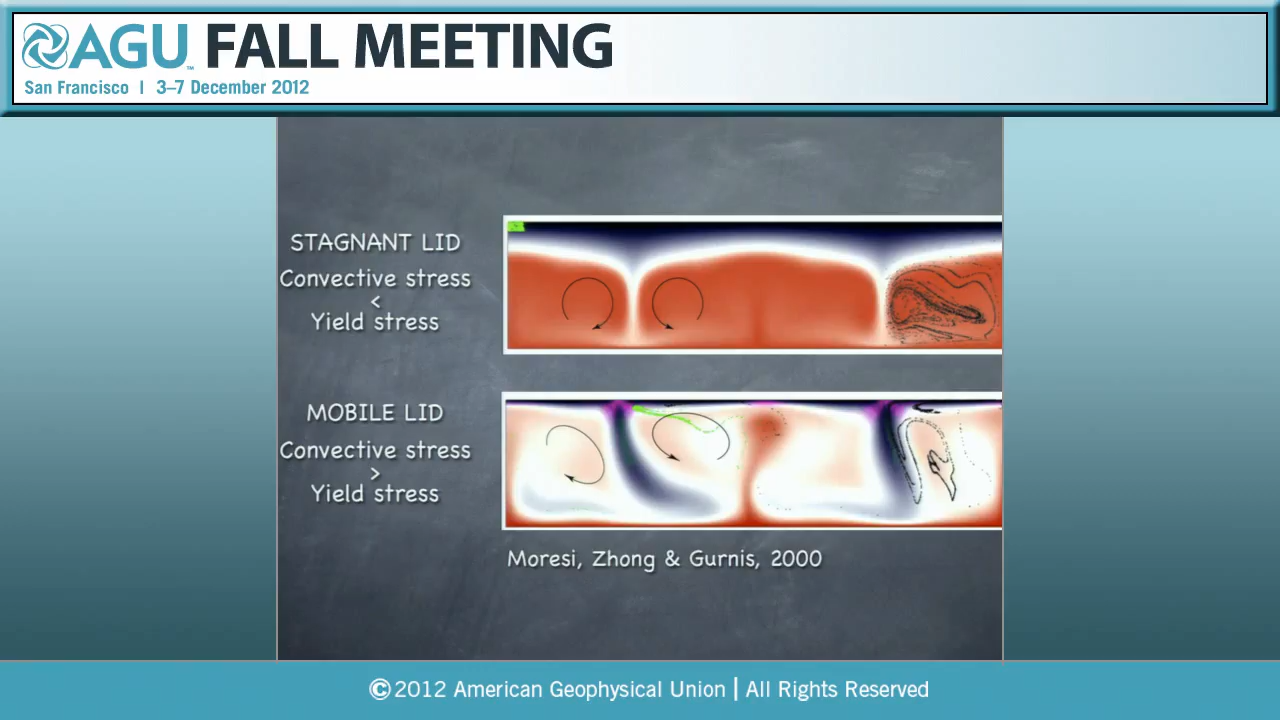 AGU™ FALL MEETING
San Francisco | 3–7 December 2012
STAGNANT LID
Convective stress
<
Yield stress
MOBILE LID
Convective stress
>
Yield stress
Moresi, Zhong & Gurnis, 2000
©2012 American Geophysical Union | All Rights Reserved